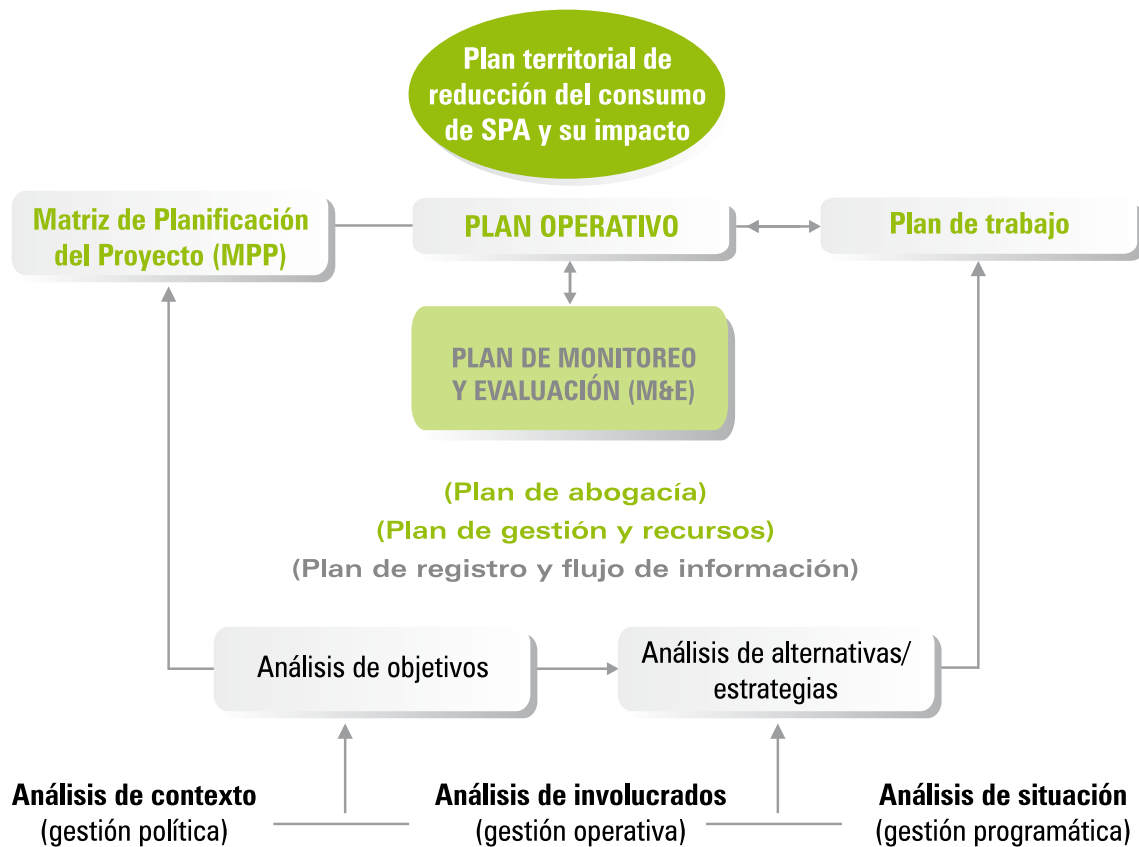 Plan territorial de
reducción del consumo
de SPA y su impacto
Matriz de Planificación
del Proyecto (MPP)
PLAN OPERATIVO
Plan de trabajo
PLAN DE MONITOREO
Y EVALUACIÓN (M&E)
(Plan de abogacía)
(Plan de gestión y recursos)
(Plan de registro y flujo de información)
Análisis de objetivos
Análisis de alternativas/
estrategias
Análisis de contexto
(gestión política)
Análisis de involucrados
(gestión operativa)
Análisis de situación
(gestión programática)